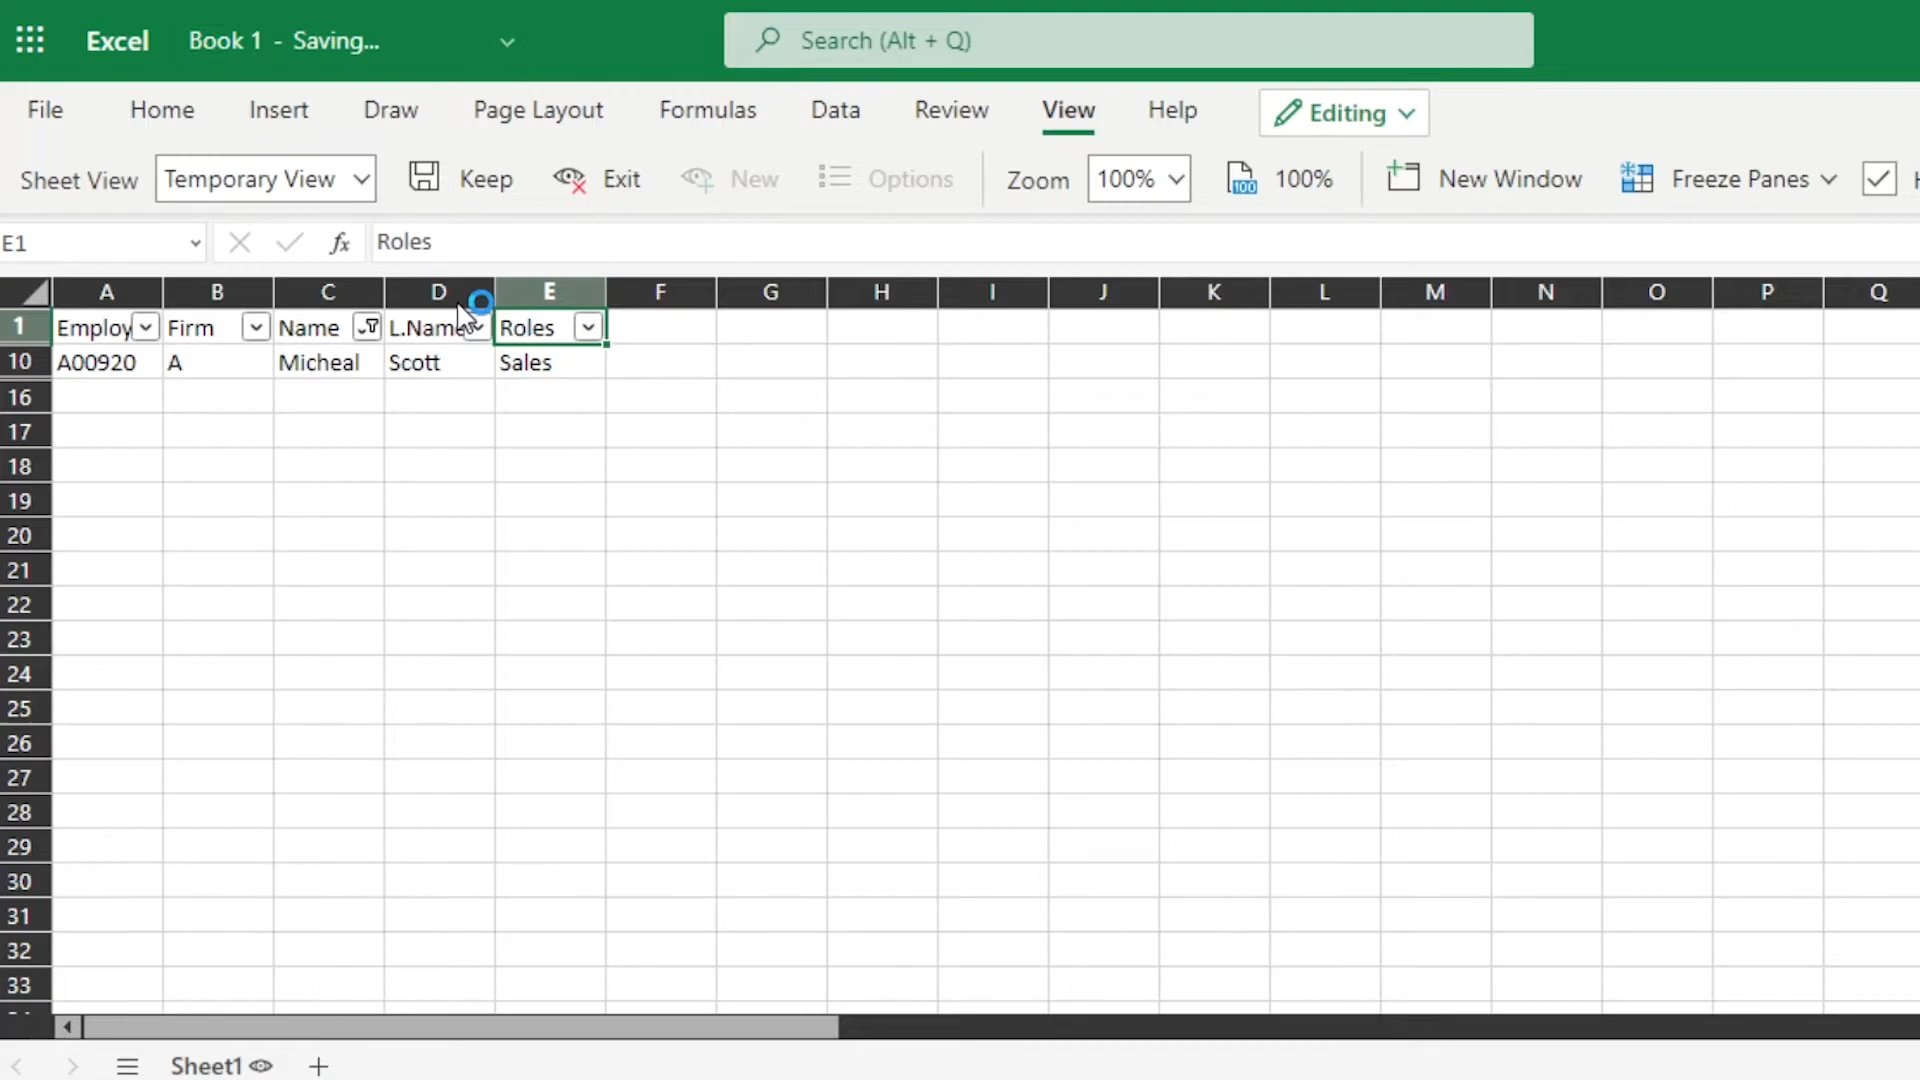 Excel Book 1 - Saving... Search (Alt + Q)
File Home Insert Draw Page Layout Formulas Data Review View Help Editing
Sheet View Temporary View Keep Exit New Options Zoom 100% 100 100% New Window Freeze Panes
E1 fx Roles
A B C D E F G H I J K L M N O P Q
1 Employ Firm Name L.Name Roles
10 A00920 A Micheal Scott Sales
16
17
18
19
20
21
22
23
24
25
26
27
28
29
30
31
32
33
Sheet1